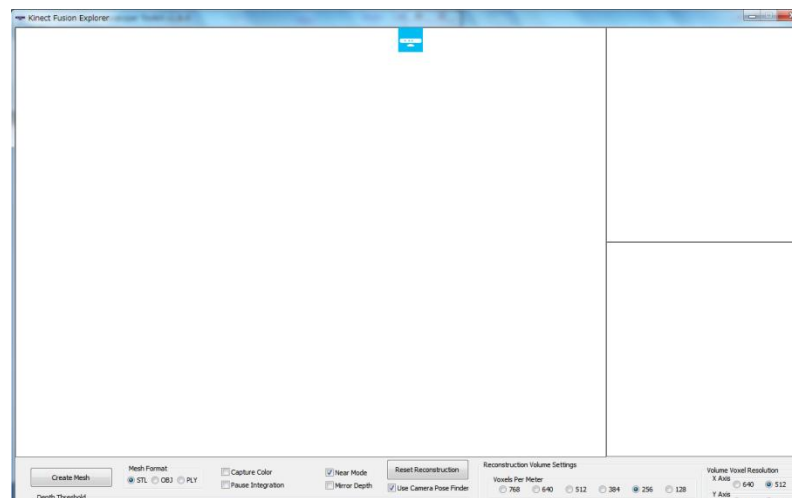 Kinect Fusion Explorer
Create Mesh
Mesh Format
STL OBJ PLY
Capture Color
Pause Integration
Near Mode
Mirror Depth
Reset Reconstruction
Use Camera Pose Finder
Reconstruction Volume Settings
Voxels Per Meter
768 640 512 384 256 128
Volume Voxel Resolution
X Axis
640 512
Y Axis
Depth Threshold